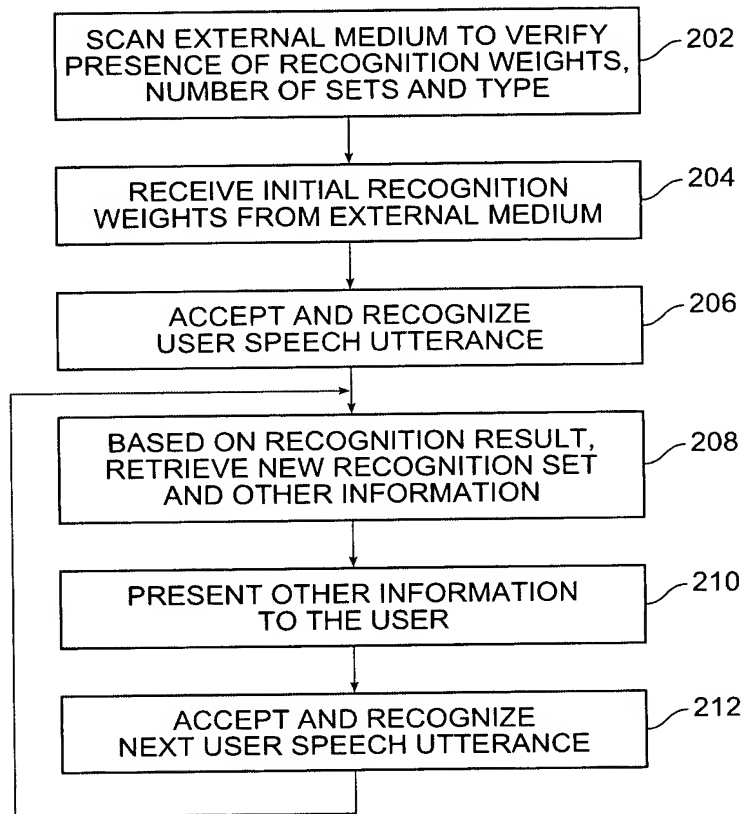 SCAN EXTERNAL MEDIUM TO VERIFY
PRESENCE OF RECOGNITION WEIGHTS,
NUMBER OF SETS AND TYPE
202
RECEIVE INITIAL RECOGNITION
WEIGHTS FROM EXTERNAL MEDIUM
204
ACCEPT AND RECOGNIZE
USER SPEECH UTTERANCE
206
BASED ON RECOGNITION RESULT,
RETRIEVE NEW RECOGNITION SET
AND OTHER INFORMATION
208
PRESENT OTHER INFORMATION
TO THE USER
210
ACCEPT AND RECOGNIZE
NEXT USER SPEECH UTTERANCE
212